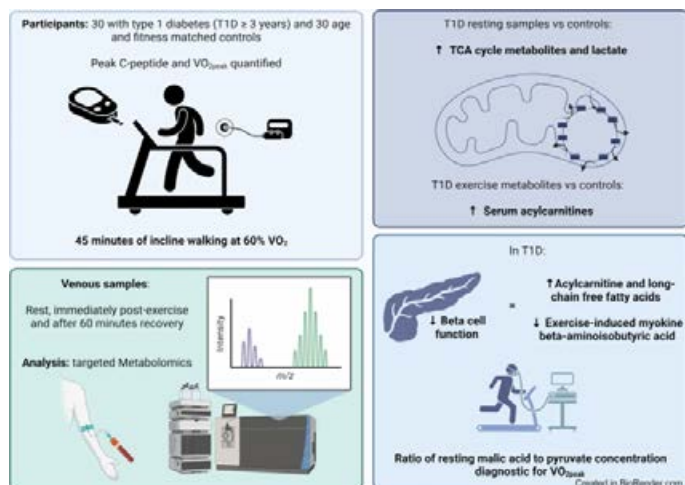 Participants: 30 with type 1 diabetes (T1D ≥ 3 years) and 30 age
and fitness matched controls
Peak C-peptide and VO2peak quantified
45 minutes of incline walking at 60% VO2
Venous samples:
Rest, immediately post-exercise
and after 60 minutes recovery
Analysis: targeted Metabolomics
Intensity
m/z
T1D resting samples vs controls:
↑ TCA cycle metabolites and lactate
T1D exercise metabolites vs controls:
↑ Serum acylcarnitines
In T1D:
↓ Beta cell
function
=
↑ Acylcarnitine and long-
chain free fatty acids
↓ Exercise-induced myokine
beta-aminoisobutyric acid
Ratio of resting malic acid to pyruvate concentration
diagnostic for VO2peak
Created in BioRender.com